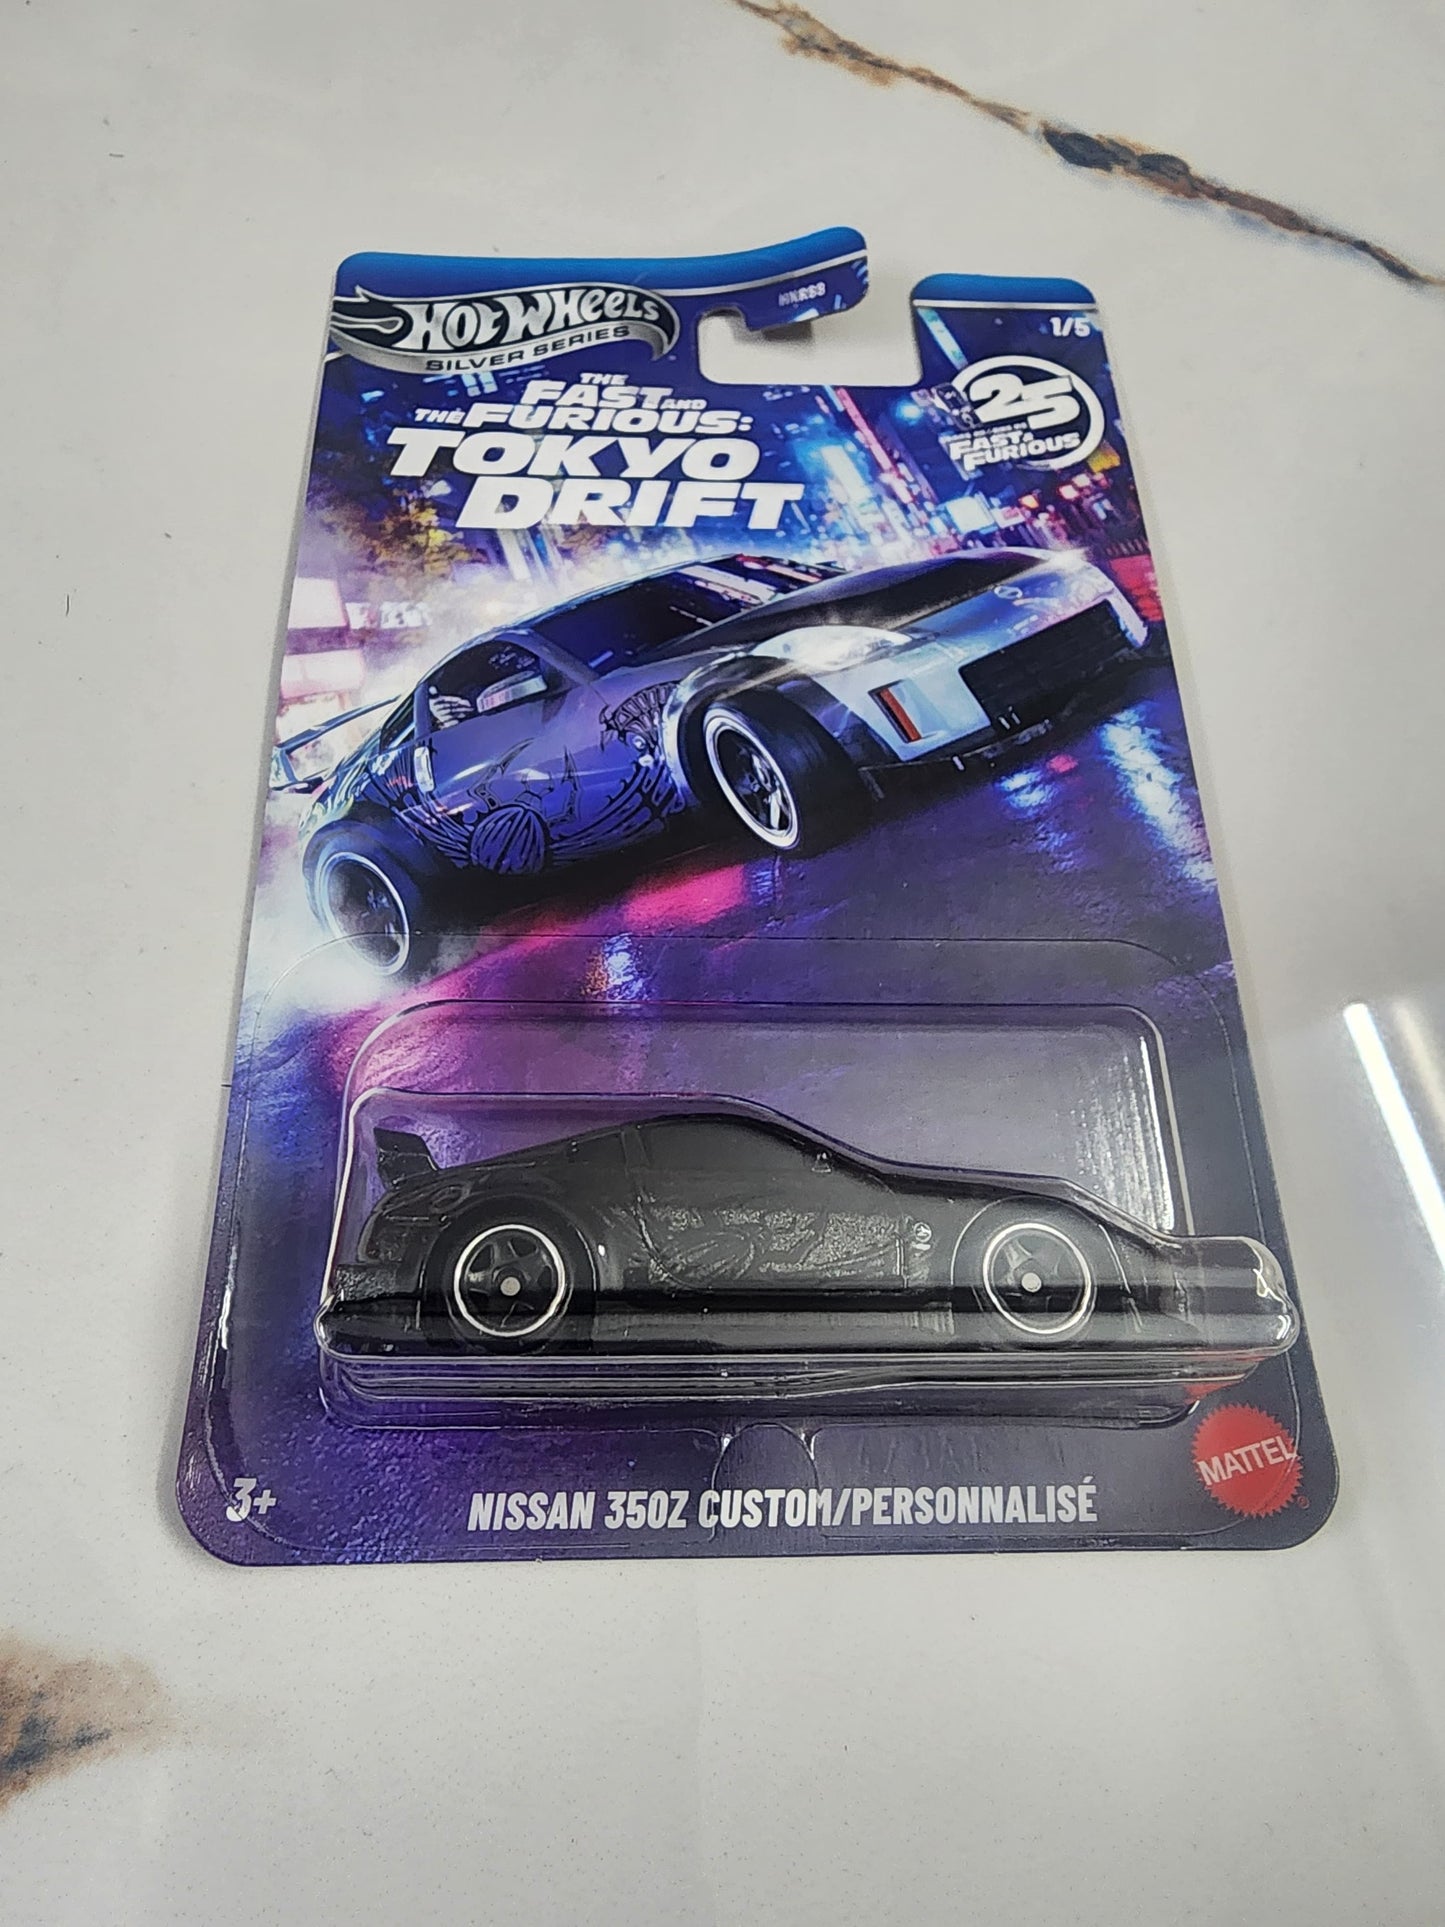 HOT WHEELS
SILVER SERIES
1/5
THE
FAST AND
THE FURIOUS:
TOKYO
DRIFT
25
FAST &
FURIOUS
3+
NISSAN 350Z CUSTOM/PERSONNALISÉ
MATTEL
®